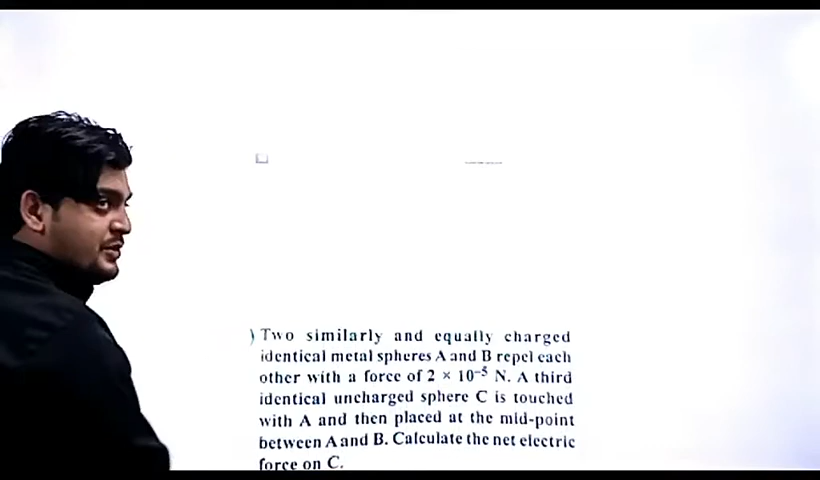 ) Two similarly and equally charged
identical metal spheres A and B repel each
other with a force of 2 × 10⁻⁵ N. A third
identical uncharged sphere C is touched
with A and then placed at the mid-point
between A and B. Calculate the net electric
force on C.